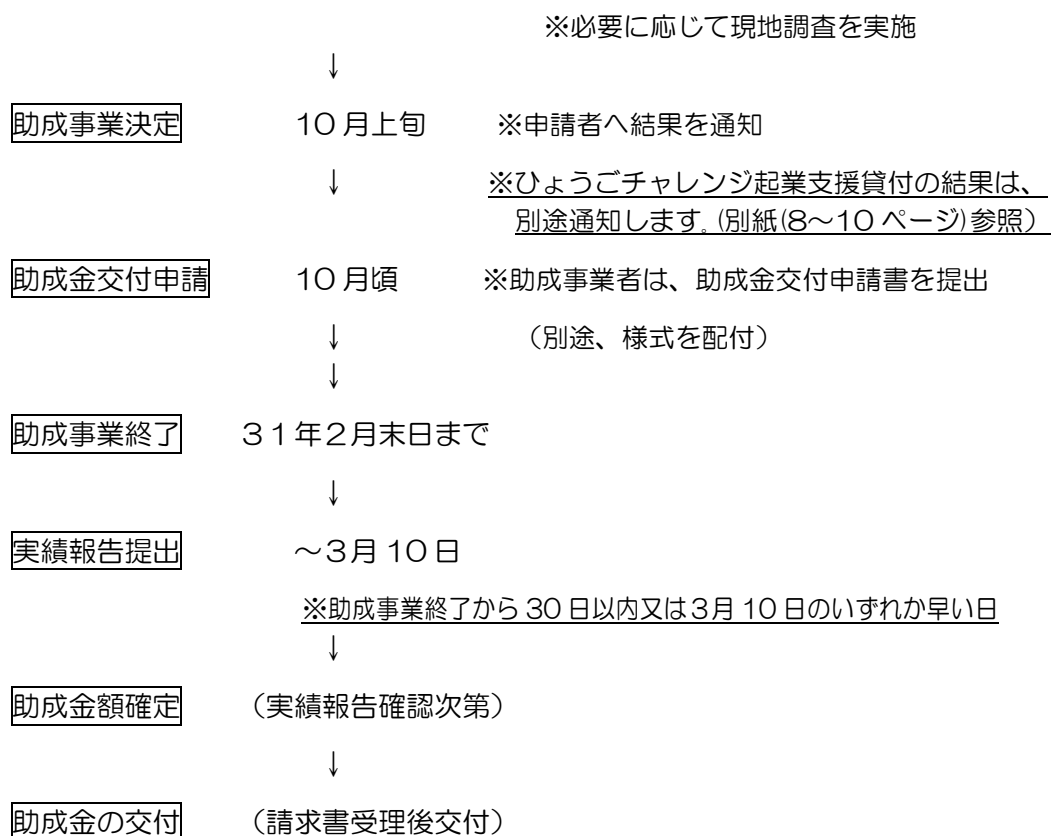 ※必要に応じて現地調査を実施
↓
助成事業決定 10月上旬 ※申請者へ結果を通知
↓ ※ひょうごチャレンジ起業支援貸付の結果は、
別途通知します。(別紙(8~10ページ)参照)
助成金交付申請 10月頃 ※助成事業者は、助成金交付申請書を提出
↓ (別途、様式を配付)
↓
助成事業終了 31年2月末日まで
↓
実績報告提出 ~3月10日
※助成事業終了から30日以内又は3月10日のいずれか早い日
↓
助成金額確定 (実績報告確認次第)
↓
助成金の交付 (請求書受理後交付)